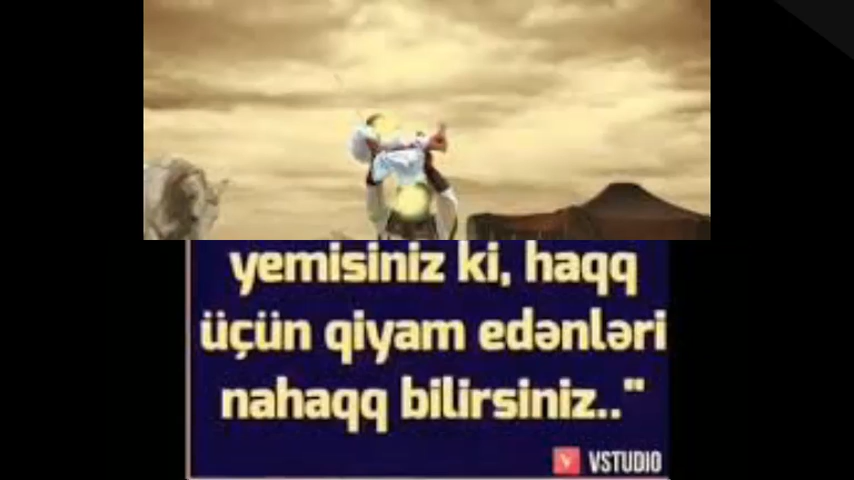 yemisiniz ki, haqq
üçün qiyam edənləri
nahaqq bilirsiniz.."
V VSTUDIO